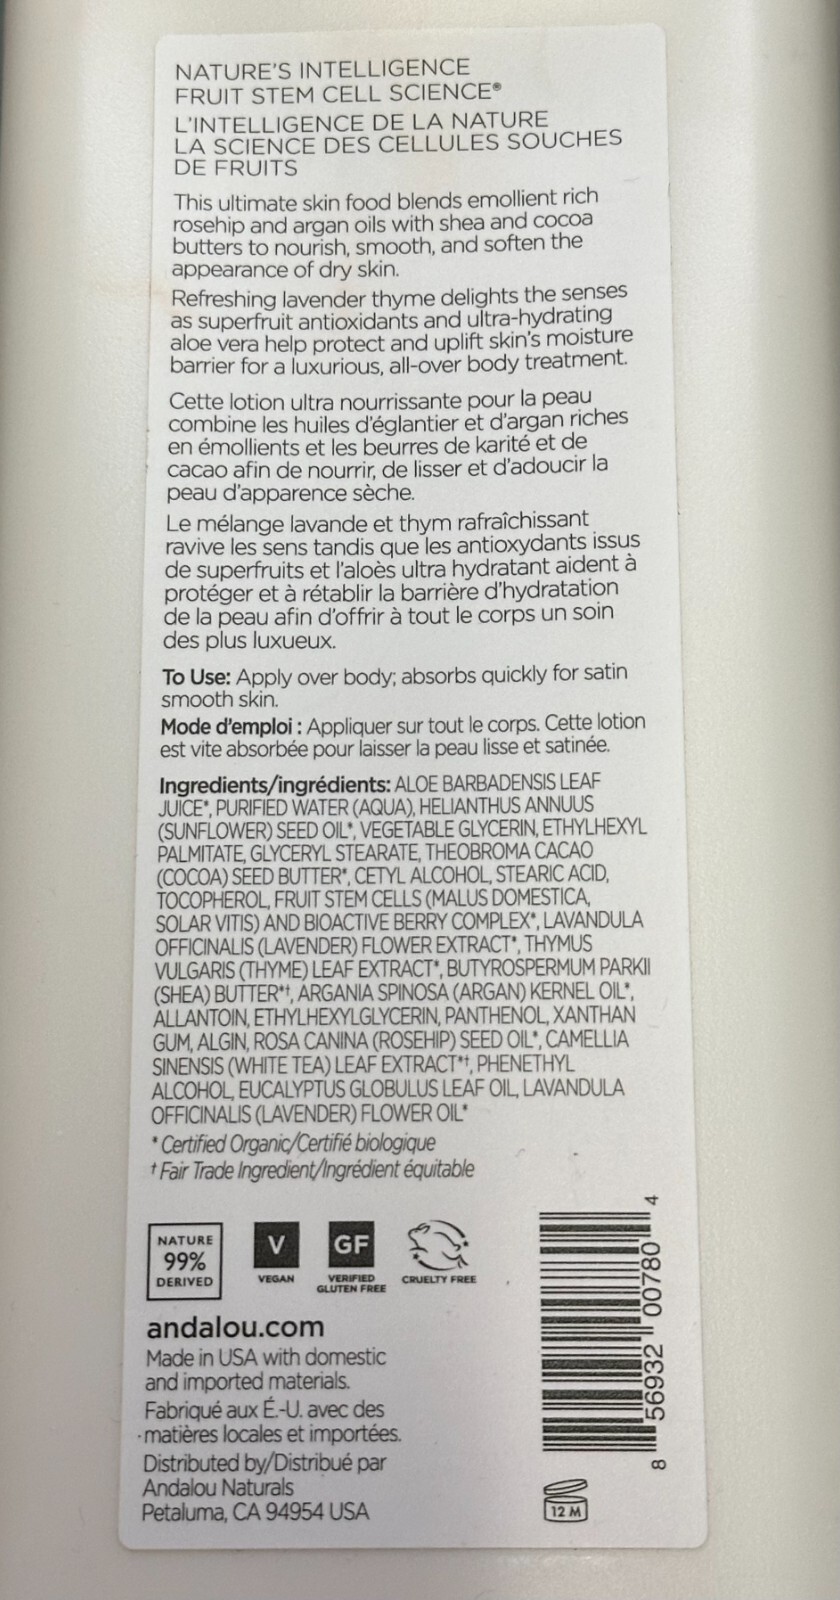 NATURE'S INTELLIGENCE
FRUIT STEM CELL SCIENCE®
L'INTELLIGENCE DE LA NATURE
LA SCIENCE DES CELLULES SOUCHES
DE FRUITS
This ultimate skin food blends emollient rich
rosehip and argan oils with shea and cocoa
butters to nourish, smooth, and soften the
appearance of dry skin.
Refreshing lavender thyme delights the senses
as superfruit antioxidants and ultra-hydrating
aloe vera help protect and uplift skin's moisture
barrier for a luxurious, all-over body treatment.
Cette lotion ultra nourrissante pour la peau
combine les huiles d'églantier et d'argan riches
en émollients et les beurres de karité et de
cacao afin de nourrir, de lisser et d'adoucir la
peau d'apparence sèche.
Le mélange lavande et thym rafraîchissant
ravive les sens tandis que les antioxydants issus
de superfruits et l'aloès ultra hydratant aident à
protéger et à rétablir la barrière d'hydratation
de la peau afin d'offrir à tout le corps un soin
des plus luxueux.
To Use: Apply over body; absorbs quickly for satin
smooth skin.
Mode d'emploi : Appliquer sur tout le corps. Cette lotion
est vite absorbée pour laisser la peau lisse et satinée.
Ingredients/ingrédients: ALOE BARBADENSIS LEAF
JUICE*, PURIFIED WATER (AQUA), HELIANTHUS ANNUUS
(SUNFLOWER) SEED OIL*, VEGETABLE GLYCERIN, ETHYLHEXYL
PALMITATE, GLYCERYL STEARATE, THEOBROMA CACAO
(COCOA) SEED BUTTER*, CETYL ALCOHOL, STEARIC ACID,
TOCOPHEROL, FRUIT STEM CELLS (MALUS DOMESTICA,
SOLAR VITIS) AND BIOACTIVE BERRY COMPLEX*, LAVANDULA
OFFICINALIS (LAVENDER) FLOWER EXTRACT*, THYMUS
VULGARIS (THYME) LEAF EXTRACT*, BUTYROSPERMUM PARKII
(SHEA) BUTTER*†, ARGANIA SPINOSA (ARGAN) KERNEL OIL*,
ALLANTOIN, ETHYLHEXYLGLYCERIN, PANTHENOL, XANTHAN
GUM, ALGIN, ROSA CANINA (ROSEHIP) SEED OIL*, CAMELLIA
SINENSIS (WHITE TEA) LEAF EXTRACT*†, PHENETHYL
ALCOHOL, EUCALYPTUS GLOBULUS LEAF OIL, LAVANDULA
OFFICINALIS (LAVENDER) FLOWER OIL*
* Certified Organic/Certifié biologique
† Fair Trade Ingredient/Ingrédient équitable
NATURE
99%
DERIVED
V
VEGAN
GF
VERIFIED
GLUTEN FREE
CRUELTY FREE
andalou.com
Made in USA with domestic
and imported materials.
Fabriqué aux É.-U. avec des
matières locales et importées.
Distributed by/Distribué par
Andalou Naturals
Petaluma, CA 94954 USA
8 56932 00780 4
12 M